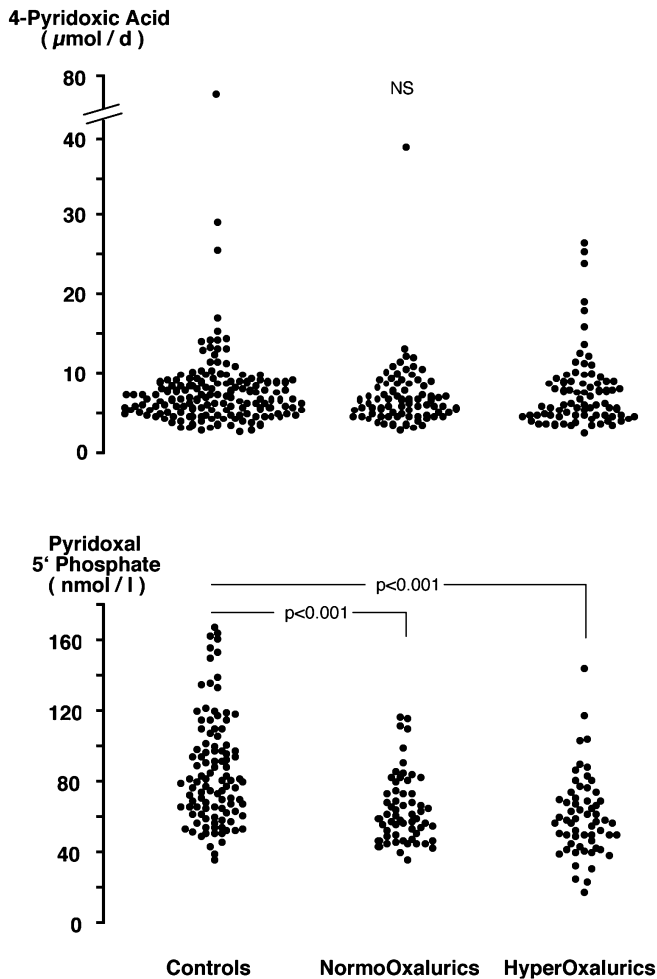 4-Pyridoxic Acid
( µmol / d )
80
NS
40
30
20
10
0
Pyridoxal
5‘ Phosphate
( nmol / l )
p<0.001
p<0.001
160
120
80
40
0
Controls NormoOxalurics HyperOxalurics